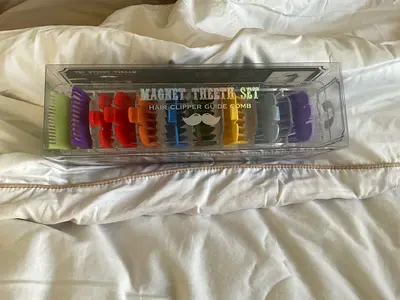 MAGNET THEETH SET
HAIR CLIPPER GUIDE COMB